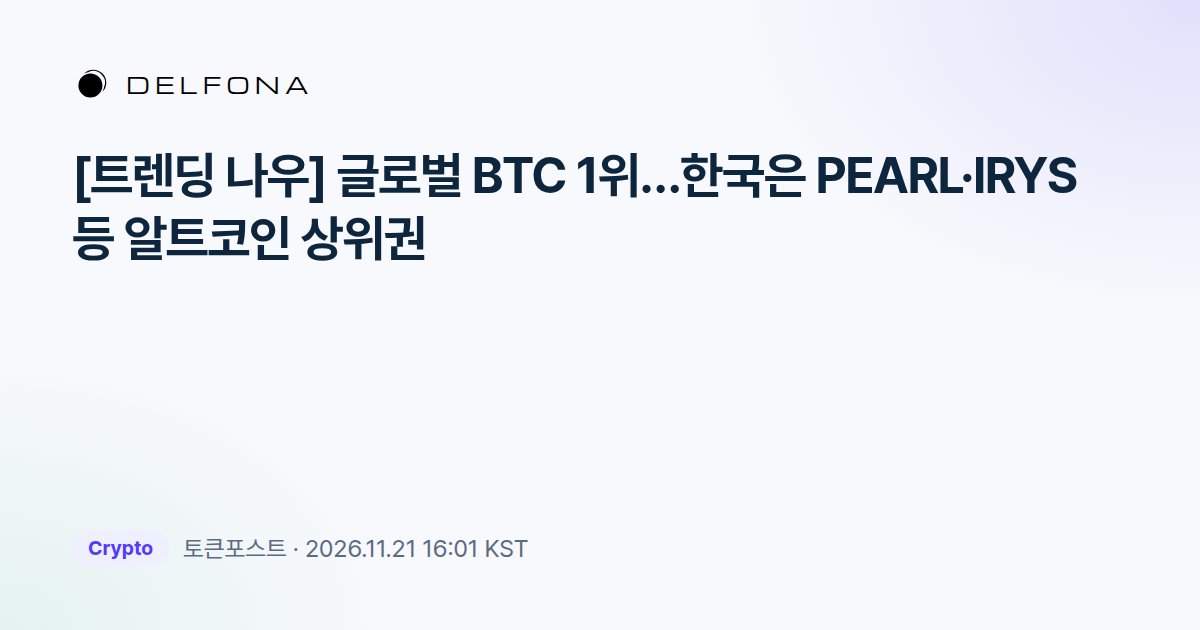 DELFONA
[트렌딩 나우] 글로벌 BTC 1위...한국은 PEARL·IRYS
등 알트코인 상위권
Crypto 토큰포스트 · 2026.11.21 16:01 KST